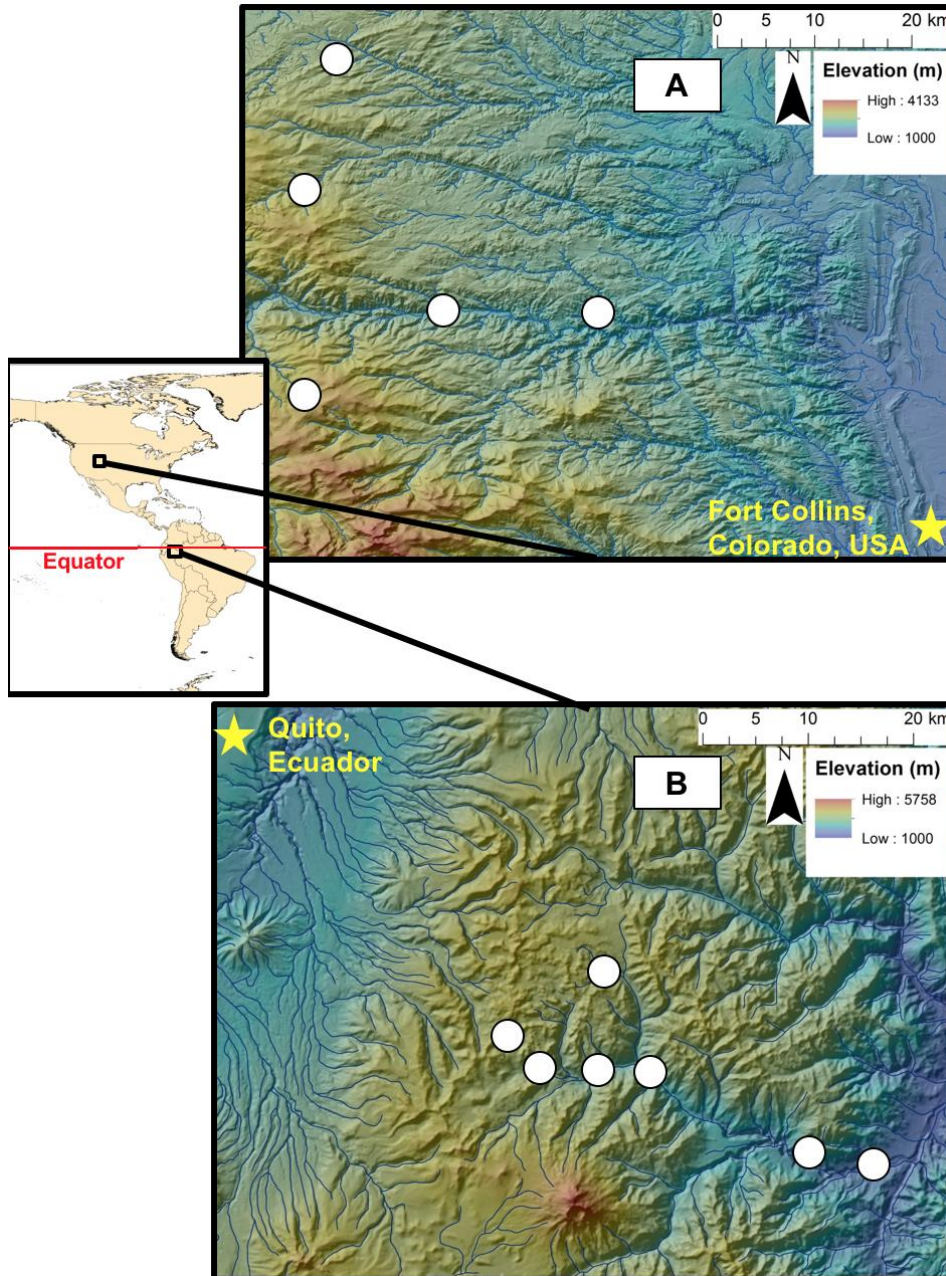 0 5 10 20 km
N
A
Elevation (m)
High : 4133
Low : 1000
Fort Collins,
Colorado, USA
Equator
0 5 10 20 km
Quito,
Ecuador
N
B
Elevation (m)
High : 5758
Low : 1000